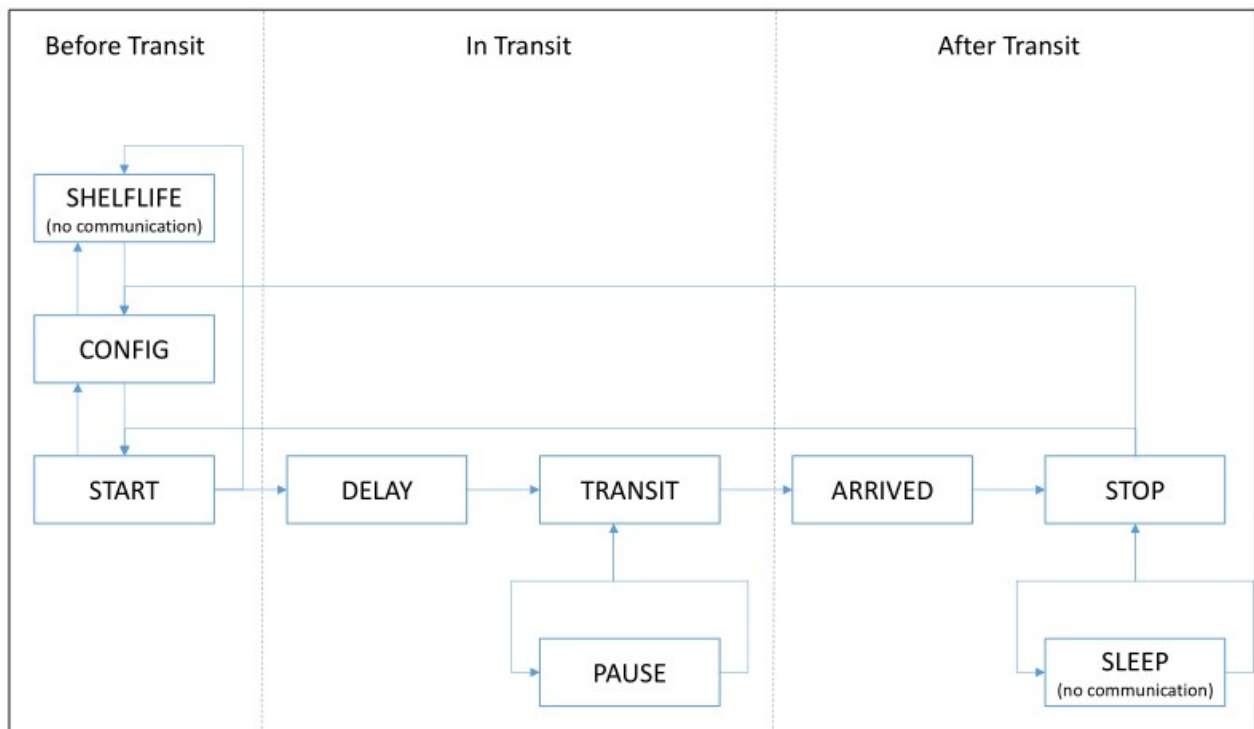 Before Transit
In Transit
After Transit
SHELFLIFE
(no communication)
CONFIG
START
DELAY
TRANSIT
ARRIVED
STOP
PAUSE
SLEEP
(no communication)